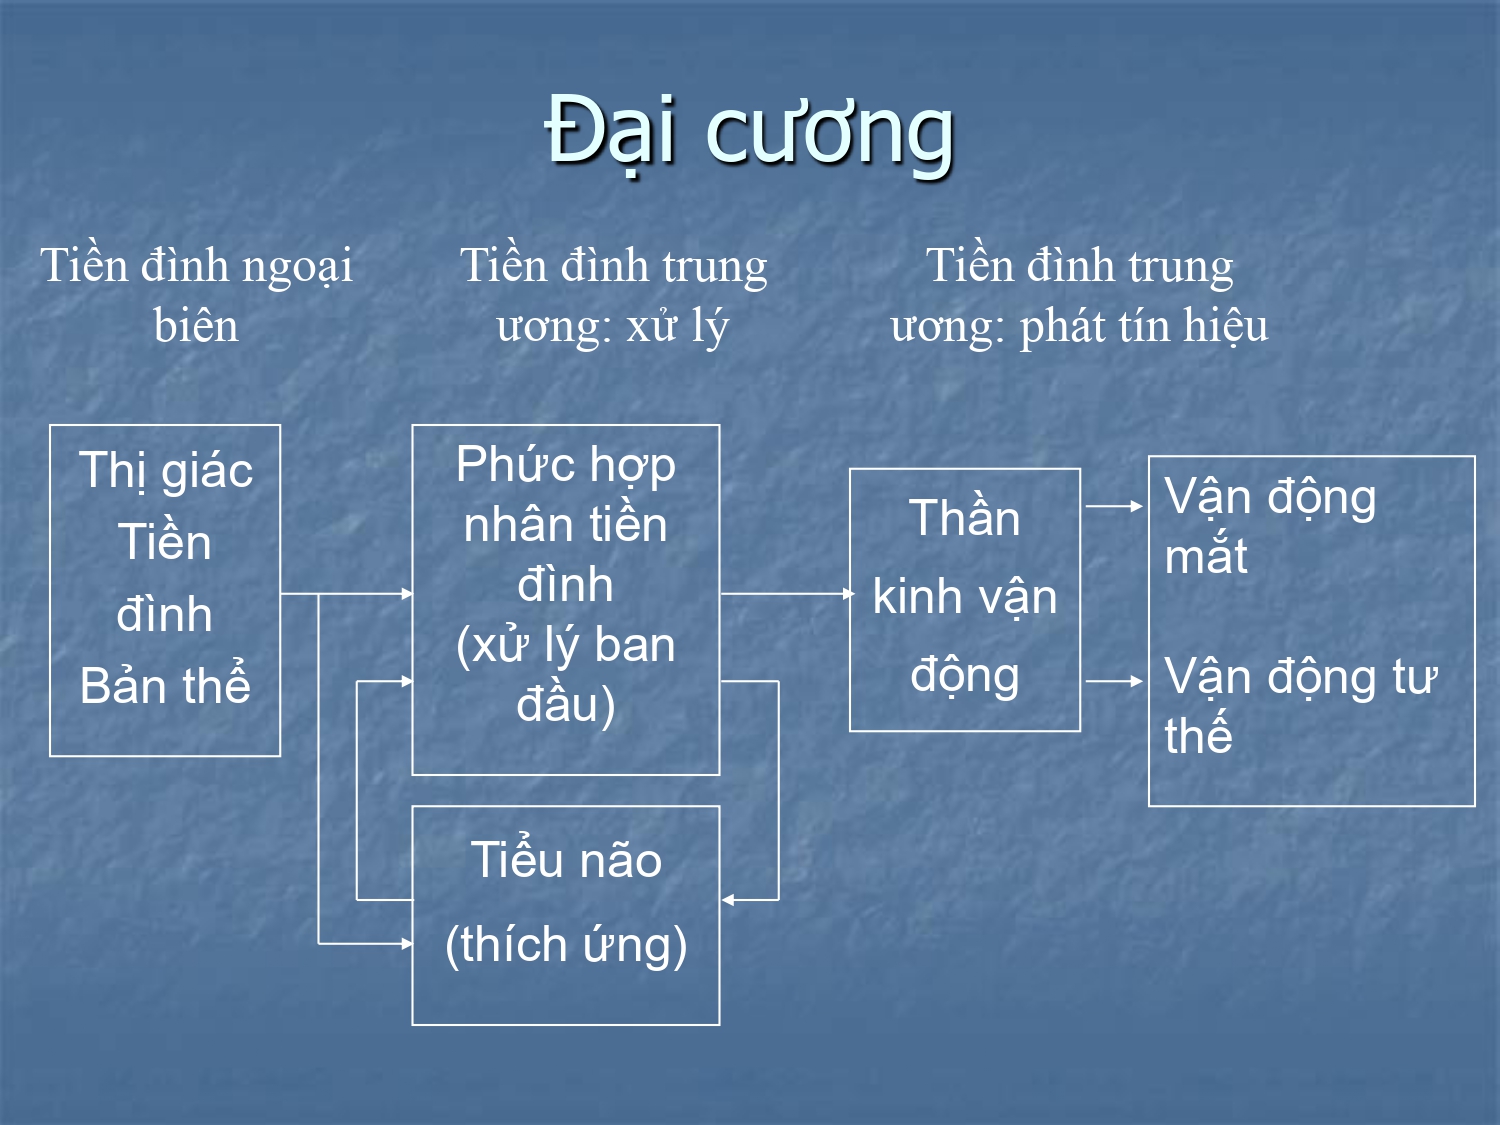 Đại cương
Tiền đình ngoại
biên
Tiền đình trung
ương: xử lý
Tiền đình trung
ương: phát tín hiệu
Thị giác
Tiền
đình
Bản thể
Phức hợp
nhân tiền
đình
(xử lý ban
đầu)
Tiểu não
(thích ứng)
Thần
kinh vận
động
Vận động
mắt
Vận động tư
thế